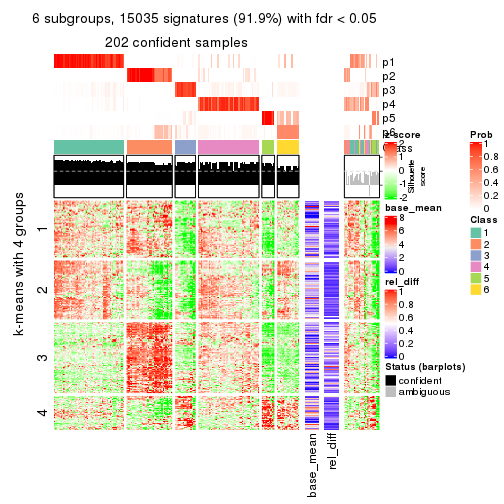 6 subgroups, 15035 signatures (91.9%) with fdr < 0.05
202 confident samples
p1
p2
p3
p4
p5
p6
Class
Silhouette
score
k-means with 4 groups
1
2
3
4
base_mean
rel_diff
z-score
2
1
0
-1
-2
base_mean
8
6
4
2
0
rel_diff
1
0.8
0.6
0.4
0.2
0
Status (barplots)
confident
ambiguous
Prob
1
0.8
0.6
0.4
0.2
0
Class
1
2
3
4
5
6